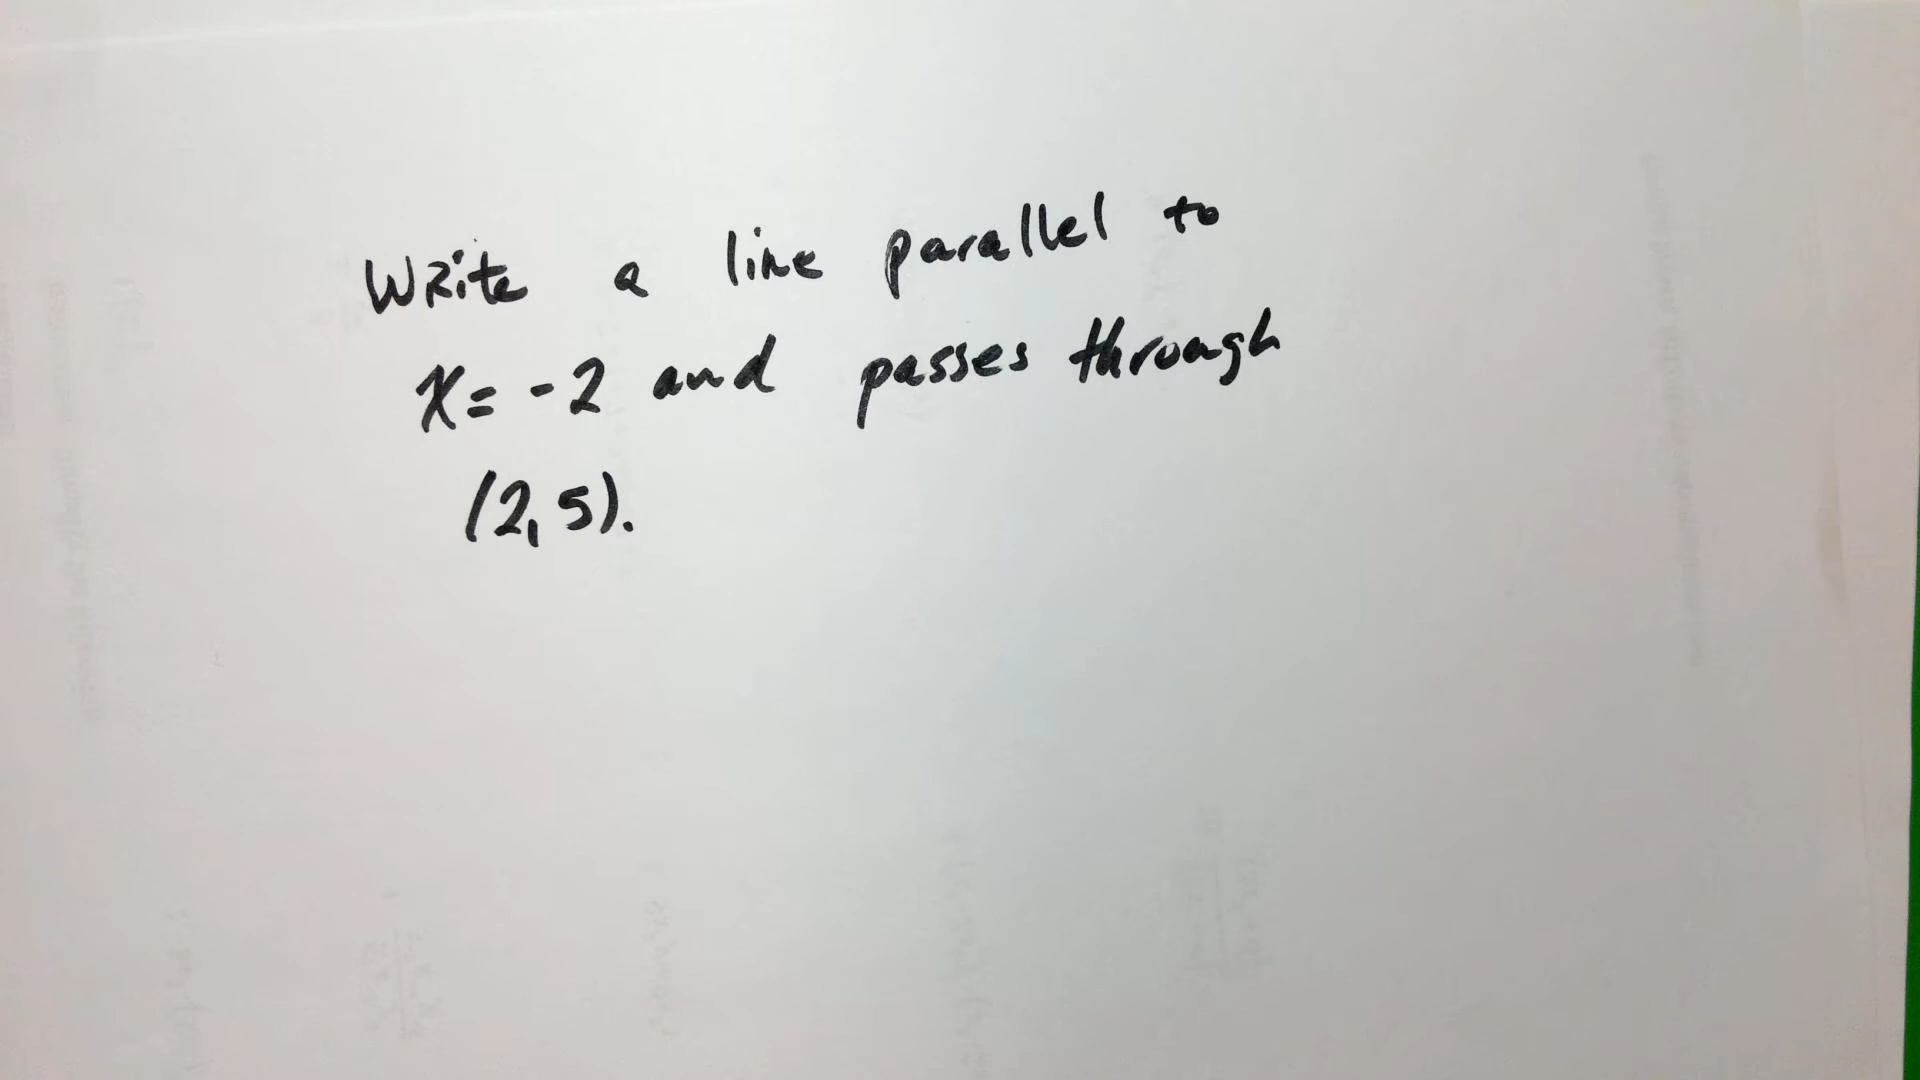 Write a line parallel to
x = -2 and passes through
(2, 5).